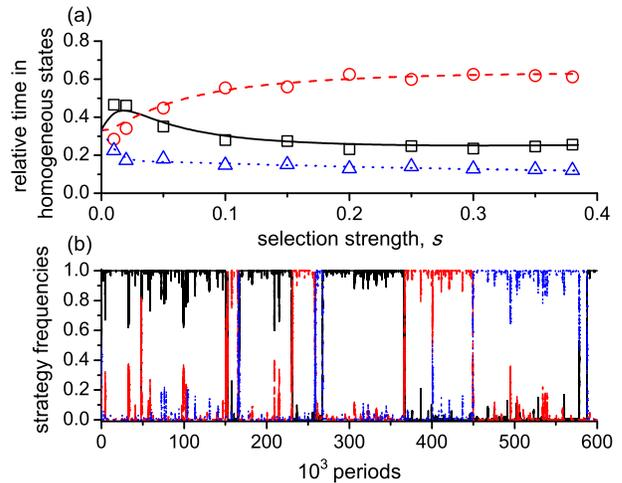 (a)
relative time in
homogeneous states
0.8
0.6
0.4
0.2
0.0
0.0 0.1 0.2 0.3 0.4
selection strength, s
(b)
strategy frequencies
1.0
0.8
0.6
0.4
0.2
0.0
0 100 200 300 400 500 600
10³ periods